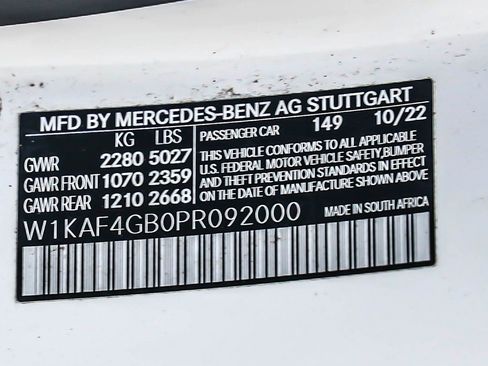 MFD BY MERCEDES-BENZ AG STUTTGART
KG LBS
GVWR 2280 5027
GAWR FRONT 1070 2359
GAWR REAR 1210 2668
PASSENGER CAR 149 10/22
THIS VEHICLE CONFORMS TO ALL APPLICABLE
U.S. FEDERAL MOTOR VEHICLE SAFETY,BUMPER
AND THEFT PREVENTION STANDARDS IN EFFECT
ON THE DATE OF MANUFACTURE SHOWN ABOVE
W1KAF4GB0PR092000
MADE IN SOUTH AFRICA